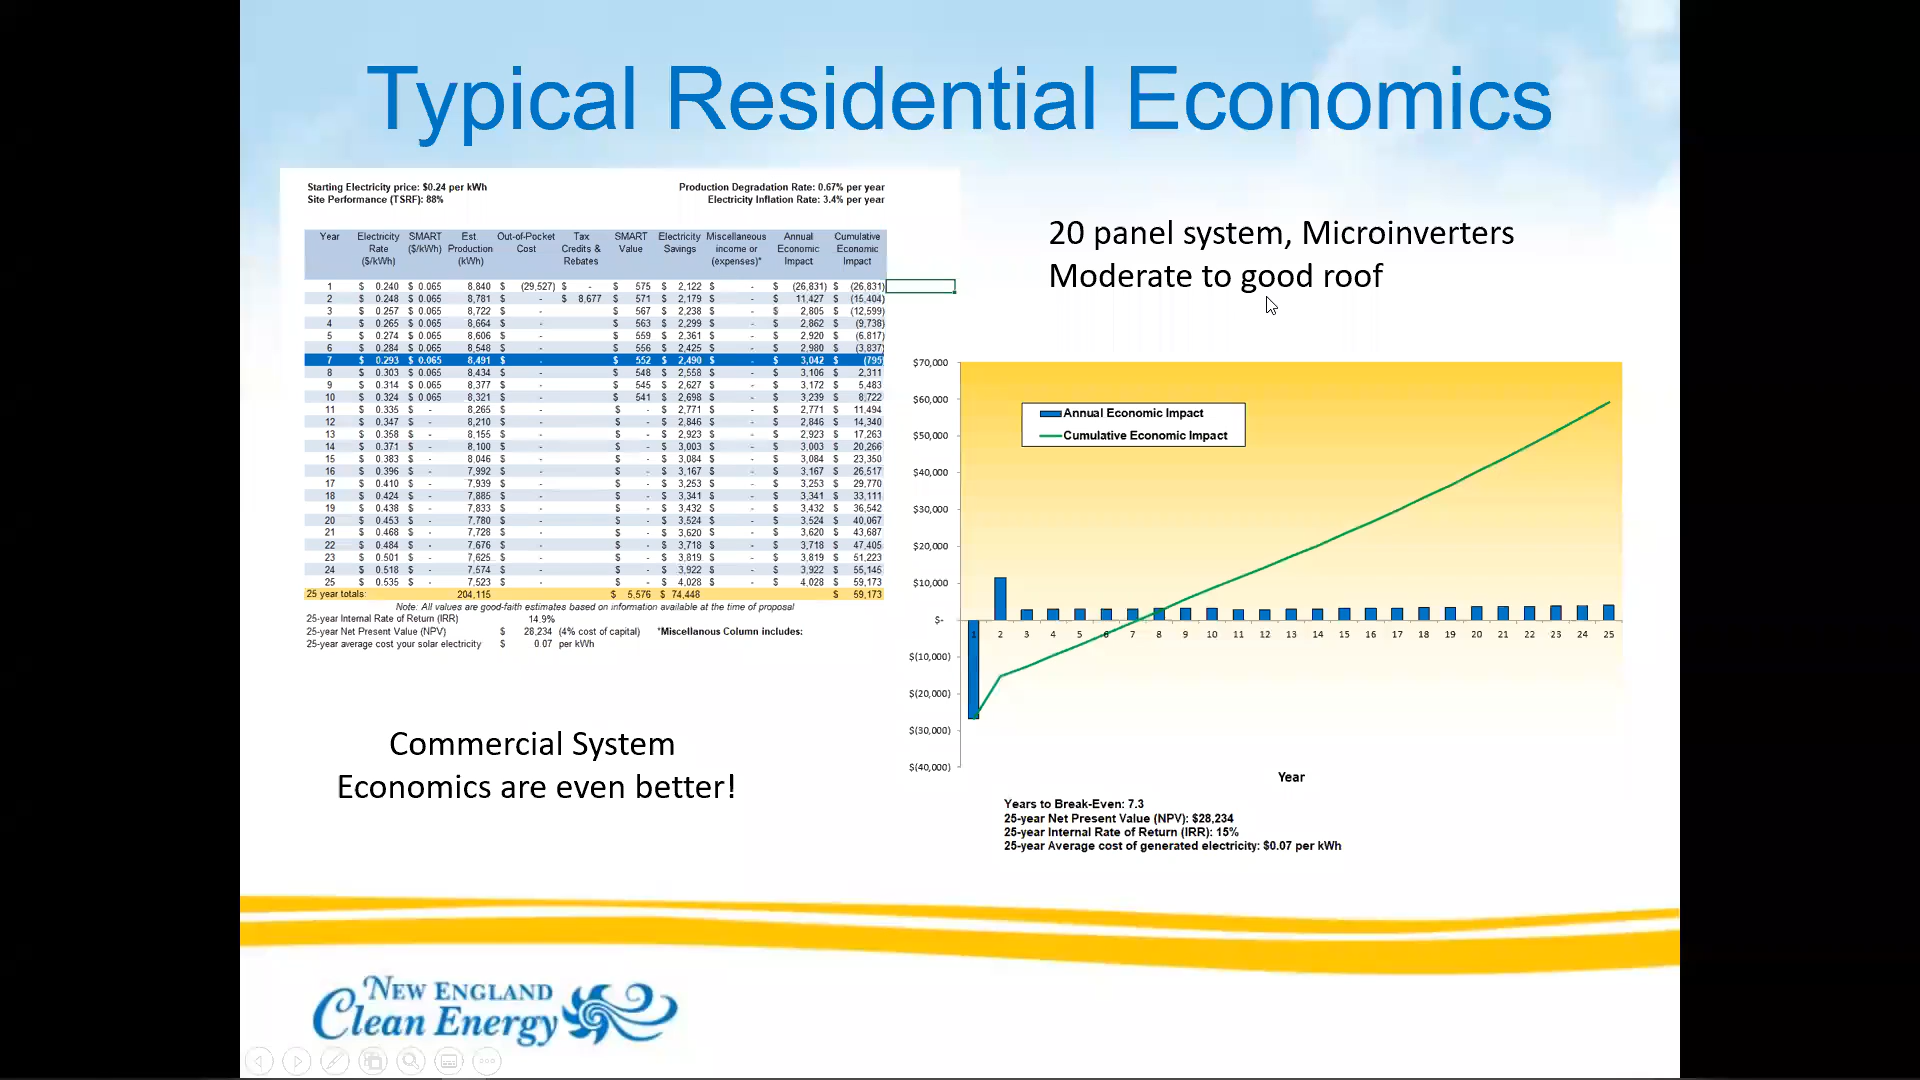 Typical Residential Economics
Starting Electricity price: $0.24 per kWh
Site Performance (TSRF): 88%
Production Degradation Rate: 0.67% per year
Electricity Inflation Rate: 3.4% per year
Year Electricity Rate ($/kWh) SMART ($/kWh) Est Production (kWh) Out-of-Pocket Cost Tax Credits & Rebates SMART Value Electricity Savings Miscellaneous income or (expenses)* Annual Economic Impact Cumulative Economic Impact
1 $ 0.240 $ 0.065 8,840 $ (29,527) $ - $ 575 $ 2,122 $ - $ (26,831) $ (26,831)
2 $ 0.248 $ 0.065 8,781 $ - $ 8,677 $ 571 $ 2,179 $ - $ 11,427 $ (15,404)
3 $ 0.257 $ 0.065 8,722 $ - $ 567 $ 2,238 $ - $ 2,805 $ (12,599)
4 $ 0.265 $ 0.065 8,664 $ - $ 563 $ 2,299 $ - $ 2,862 $ (9,738)
5 $ 0.274 $ 0.065 8,606 $ - $ 559 $ 2,361 $ - $ 2,920 $ (6,817)
6 $ 0.284 $ 0.065 8,548 $ - $ 556 $ 2,425 $ - $ 2,980 $ (3,837)
7 $ 0.293 $ 0.065 8,491 $ - $ 552 $ 2,490 $ - $ 3,042 $ (795)
8 $ 0.303 $ 0.065 8,434 $ - $ 548 $ 2,558 $ - $ 3,106 $ 2,311
9 $ 0.314 $ 0.065 8,377 $ - $ 545 $ 2,627 $ - $ 3,172 $ 5,483
10 $ 0.324 $ 0.065 8,321 $ - $ 541 $ 2,698 $ - $ 3,239 $ 8,722
11 $ 0.335 $ - 8,265 $ - $ - $ 2,771 $ - $ 2,771 $ 11,494
12 $ 0.347 $ - 8,210 $ - $ - $ 2,846 $ - $ 2,846 $ 14,340
13 $ 0.358 $ - 8,155 $ - $ - $ 2,923 $ - $ 2,923 $ 17,263
14 $ 0.371 $ - 8,100 $ - $ - $ 3,003 $ - $ 3,003 $ 20,266
15 $ 0.383 $ - 8,046 $ - $ - $ 3,084 $ - $ 3,084 $ 23,350
16 $ 0.396 $ - 7,992 $ - $ - $ 3,167 $ - $ 3,167 $ 26,517
17 $ 0.410 $ - 7,939 $ - $ - $ 3,253 $ - $ 3,253 $ 29,770
18 $ 0.424 $ - 7,885 $ - $ - $ 3,341 $ - $ 3,341 $ 33,111
19 $ 0.438 $ - 7,833 $ - $ - $ 3,432 $ - $ 3,432 $ 36,542
20 $ 0.453 $ - 7,780 $ - $ - $ 3,524 $ - $ 3,524 $ 40,067
21 $ 0.468 $ - 7,728 $ - $ - $ 3,620 $ - $ 3,620 $ 43,687
22 $ 0.484 $ - 7,676 $ - $ - $ 3,718 $ - $ 3,718 $ 47,405
23 $ 0.501 $ - 7,625 $ - $ - $ 3,819 $ - $ 3,819 $ 51,223
24 $ 0.518 $ - 7,574 $ - $ - $ 3,922 $ - $ 3,922 $ 55,145
25 $ 0.535 $ - 7,523 $ - $ - $ 4,028 $ - $ 4,028 $ 59,173
25 year totals: 204,115 $ 5,576 $ 74,448 $ 59,173
Note: All values are good-faith estimates based on information available at the time of proposal
25-year Internal Rate of Return (IRR) 14.9%
25-year Net Present Value (NPV) $ 28,234 (4% cost of capital) *Miscellanous Column includes:
25-year average cost your solar electricity $ 0.07 per kWh
20 panel system, Microinverters
Moderate to good roof
$70,000
$60,000
$50,000
$40,000
$30,000
$20,000
$10,000
$-
$(10,000)
$(20,000)
$(30,000)
$(40,000)
Annual Economic Impact
Cumulative Economic Impact
1 2 3 4 5 6 7 8 9 10 11 12 13 14 15 16 17 18 19 20 21 22 23 24 25
Year
Years to Break-Even: 7.3
25-year Net Present Value (NPV): $28,234
25-year Internal Rate of Return (IRR): 15%
25-year Average cost of generated electricity: $0.07 per kWh
Commercial System
Economics are even better!
NEW ENGLAND
Clean Energy